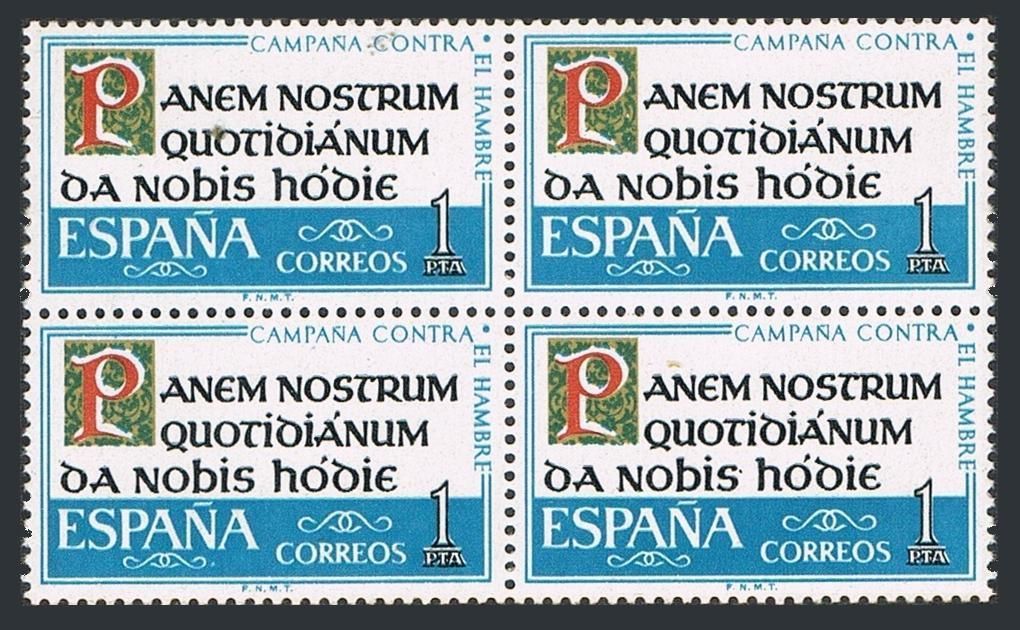 CAMPAÑA CONTRA
EL HAMBRE
PANEM NOSTRUM
QUOTIDIÁNUM
DA NOBIS HÓDIE
ESPAÑA
CORREOS
1
PTA
F.N.M.T.
CAMPAÑA CONTRA
EL HAMBRE
PANEM NOSTRUM
QUOTIDIÁNUM
DA NOBIS HÓDIE
ESPAÑA
CORREOS
1
PTA
F.N.M.T.
CAMPAÑA CONTRA
EL HAMBRE
PANEM NOSTRUM
QUOTIDIÁNUM
DA NOBIS HÓDIE
ESPAÑA
CORREOS
1
PTA
F.N.M.T.
CAMPAÑA CONTRA
EL HAMBRE
PANEM NOSTRUM
QUOTIDIÁNUM
DA NOBIS HÓDIE
ESPAÑA
CORREOS
1
PTA
F.N.M.T.